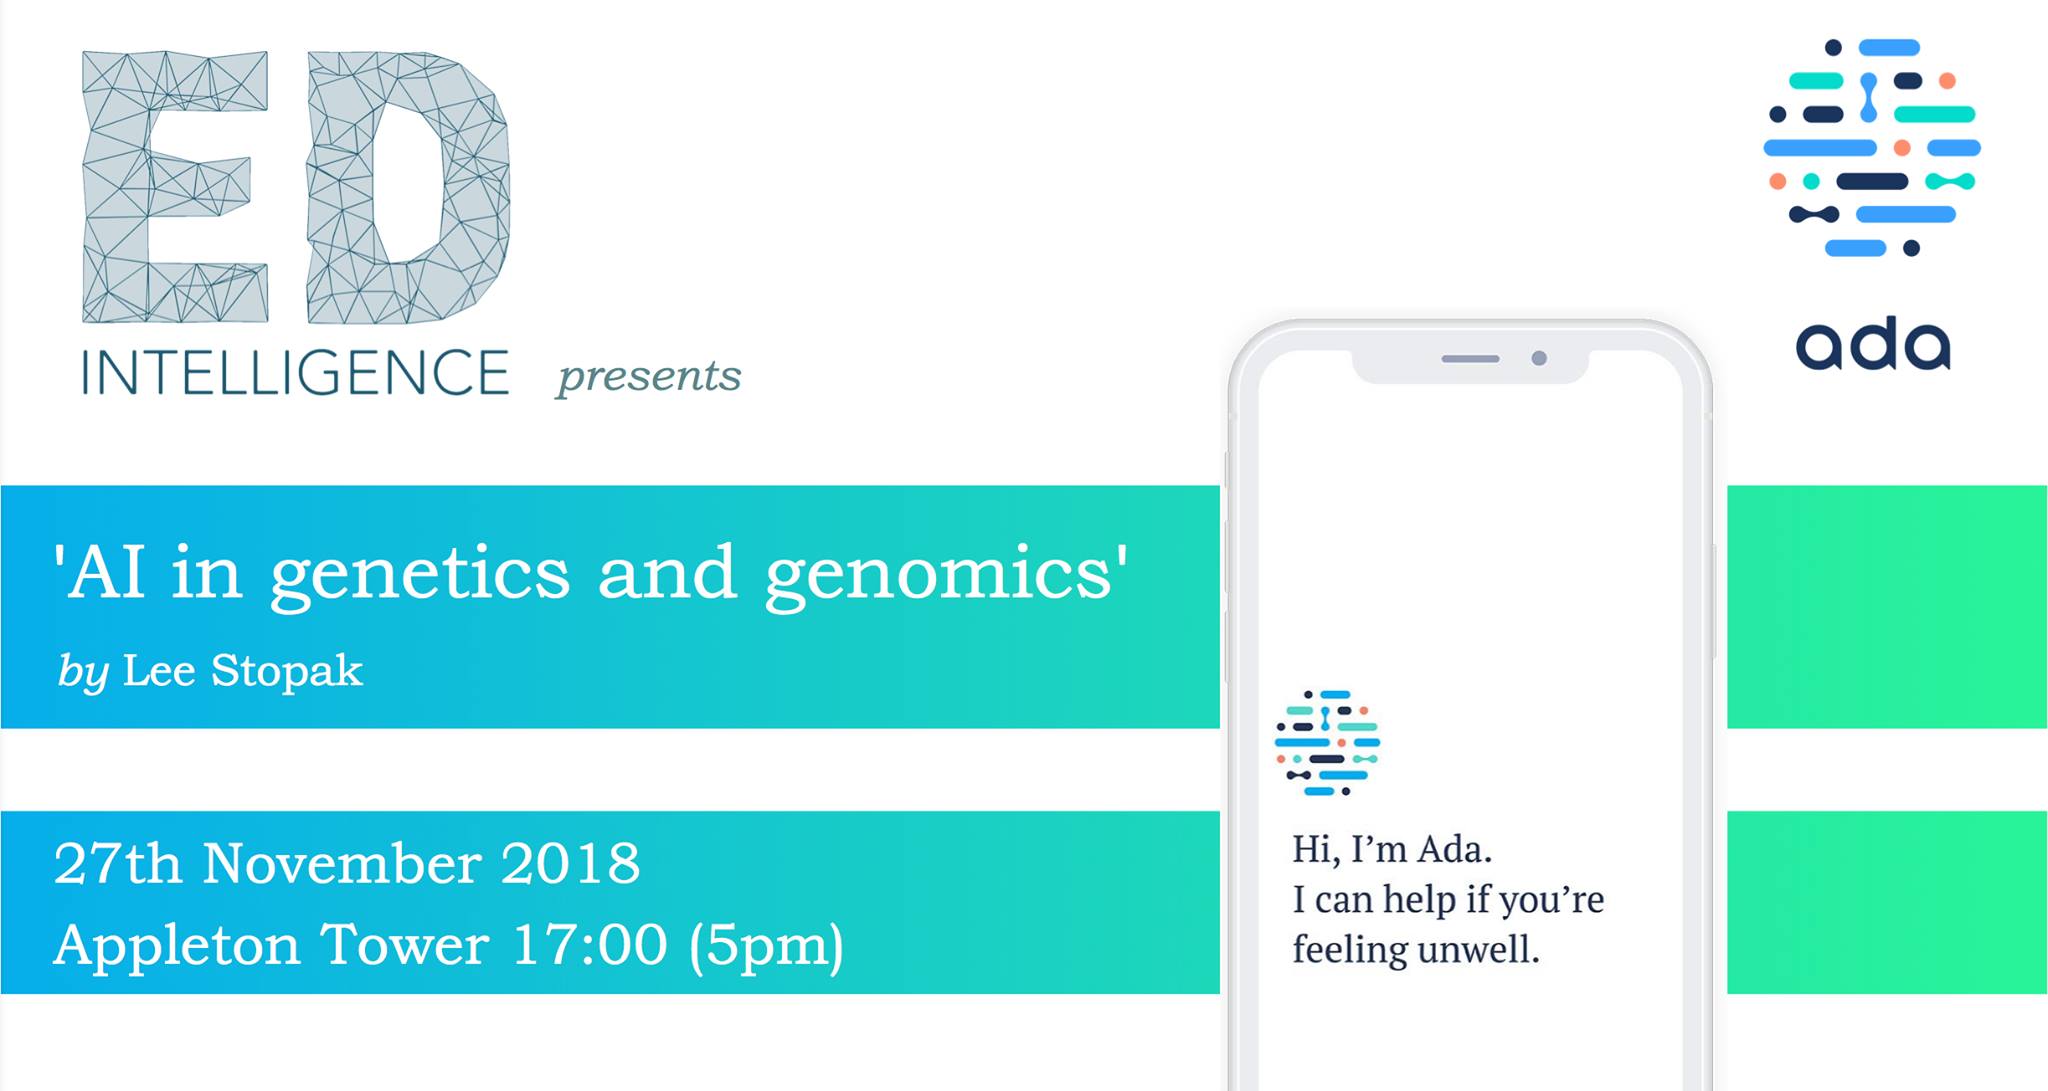 ED
INTELLIGENCE presents
ada
'AI in genetics and genomics'
by Lee Stopak
27th November 2018
Appleton Tower 17:00 (5pm)
Hi, I’m Ada.
I can help if you’re
feeling unwell.